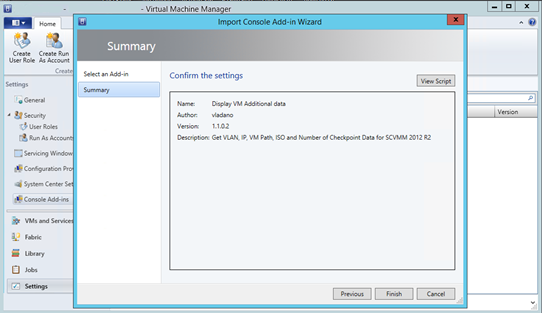 - Virtual Machine Manager
Home
Create
User Role
Create Run
As Account
Create
Settings
General
Security
User Roles
Run As Accounts
Servicing Window
Configuration Prov
System Center Set
Console Add-ins
VMs and Services
Fabric
Library
Jobs
Settings
Version
Import Console Add-in Wizard
Summary
Select an Add-in
Summary
Confirm the settings
View Script
Name: Display VM Additional data
Author: vladano
Version: 1.1.0.2
Description: Get VLAN, IP, VM Path, ISO and Number of Checkpoint Data for SCVMM 2012 R2
Previous
Finish
Cancel